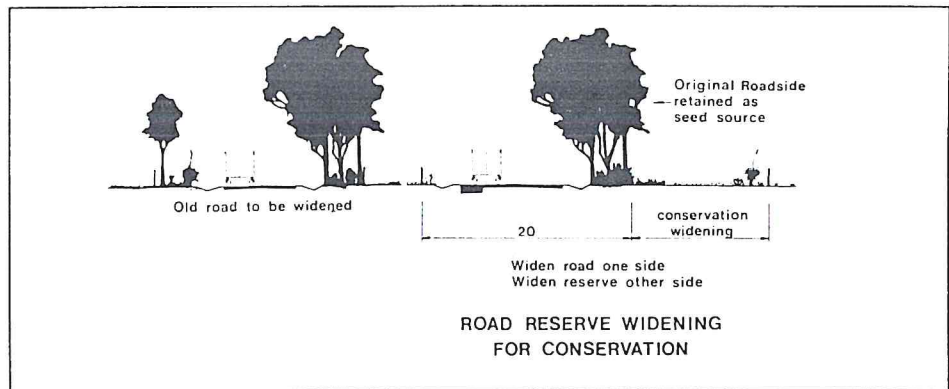 Original Roadside
retained as
seed source
Old road to be widened
20
conservation
widening
Widen road one side
Widen reserve other side
ROAD RESERVE WIDENING
FOR CONSERVATION